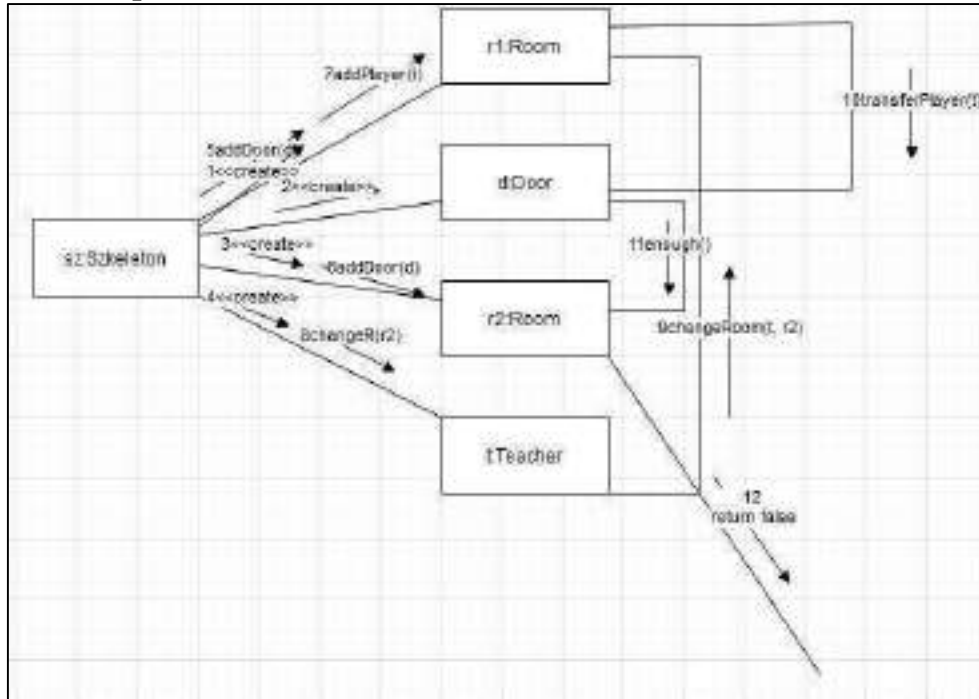 r1:Room
7addPlayer(t)
10transferPlayer(t)
5addDoor(d)
1<<create>>
2<<create>>
d:Door
sz:Szkeleton
3<<create>>
6addDoor(d)
11enough()
4<<create>>
r2:Room
8changeR(r2)
9changeRoom(t, r2)
t:Teacher
12
return false